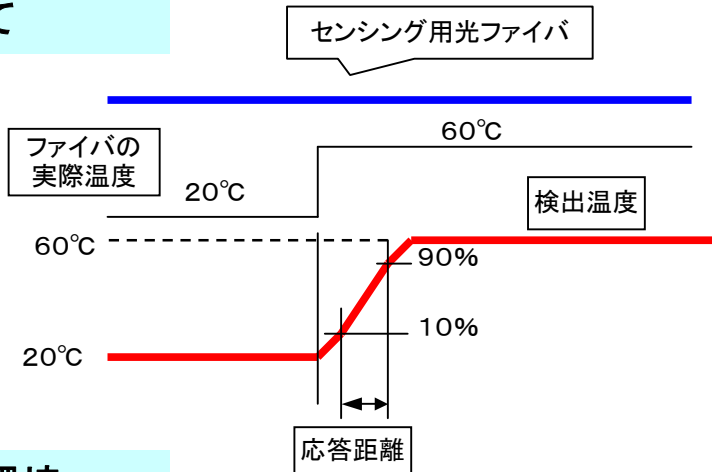 て
センシング用光ファイバ
60℃
ファイバの
実際温度
20℃
検出温度
60℃
90%
10%
20℃
応答距離